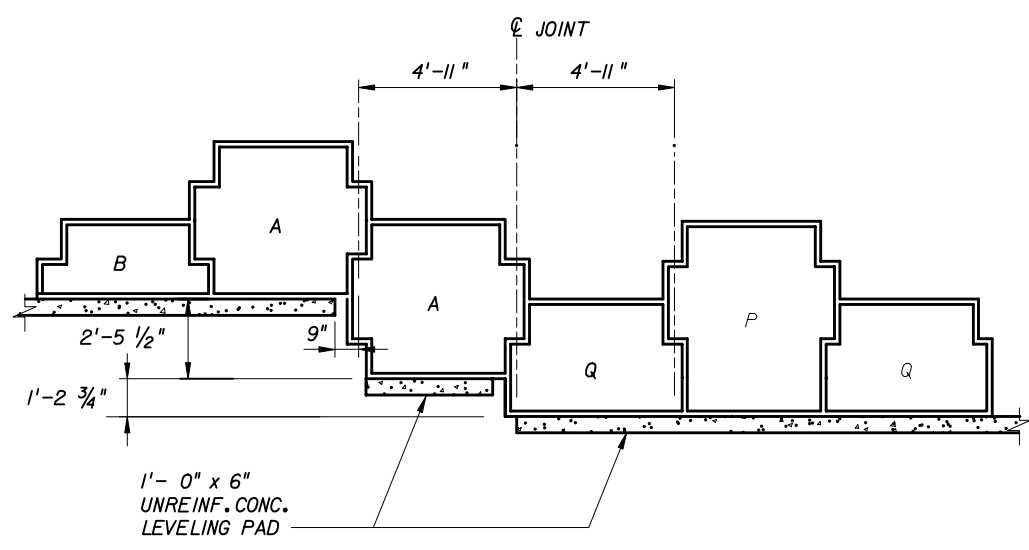 ℄ JOINT
4'-11"
4'-11"
A
B
A
P
2'-5 ½"
9"
Q
Q
1'-2 ¾"
1'- 0" x 6"
UNREINF. CONC.
LEVELING PAD